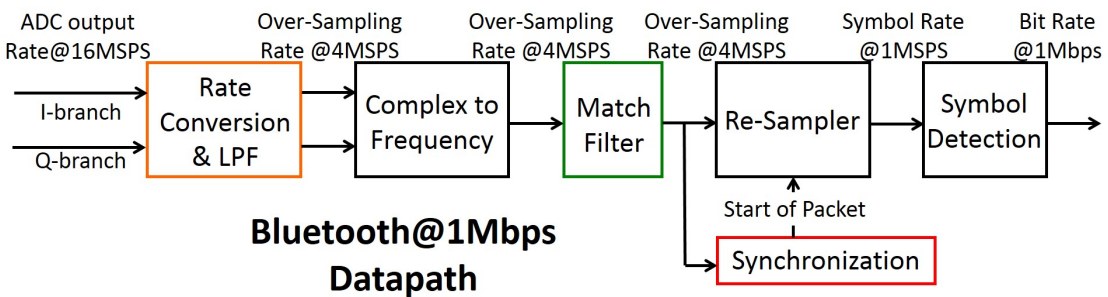 ADC output
Rate@16MSPS
Over-Sampling
Rate @4MSPS
Over-Sampling
Rate @4MSPS
Over-Sampling
Rate @4MSPS
Symbol Rate
@1MSPS
Bit Rate
@1Mbps
I-branch
Q-branch
Rate
Conversion
& LPF
Complex to
Frequency
Match
Filter
Re-Sampler
Symbol
Detection
Start of Packet
Synchronization
Bluetooth@1Mbps
Datapath